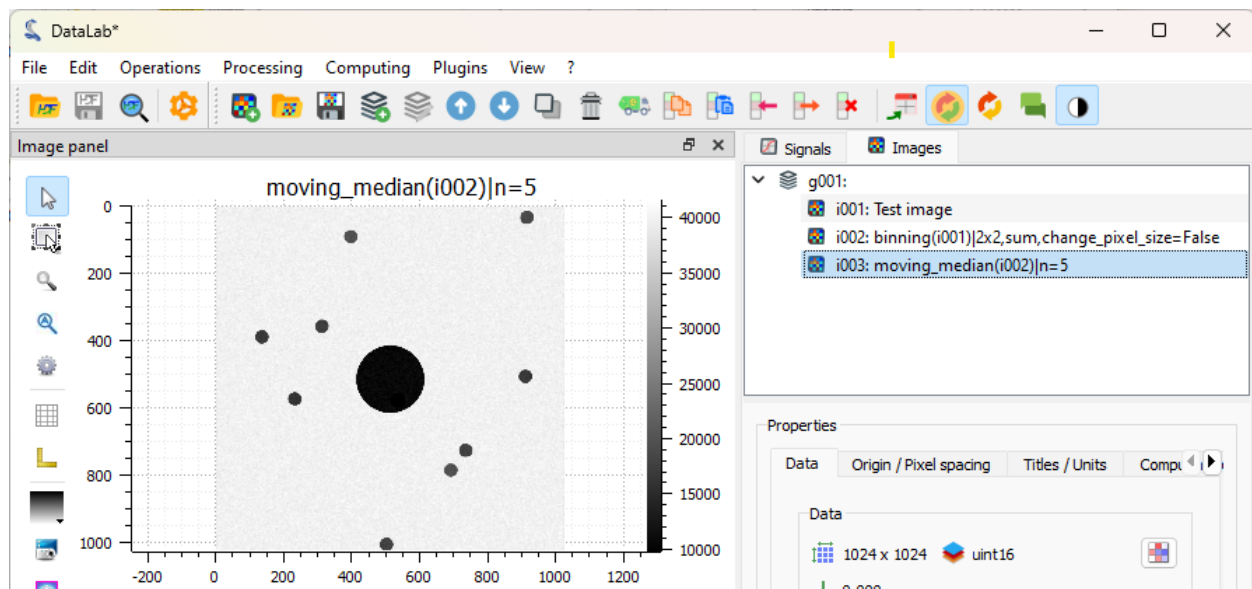 DataLab*
File Edit Operations Processing Computing Plugins View ?
Image panel
Signals Images
moving_median(i002)|n=5
g001:
i001: Test image
i002: binning(i001)|2x2,sum,change_pixel_size=False
i003: moving_median(i002)|n=5
0
200
400
600
800
1000
-200 0 200 400 600 800 1000 1200
40000
35000
30000
25000
20000
15000
10000
Properties
Data Origin / Pixel spacing Titles / Units
Data
1024 x 1024 uint16